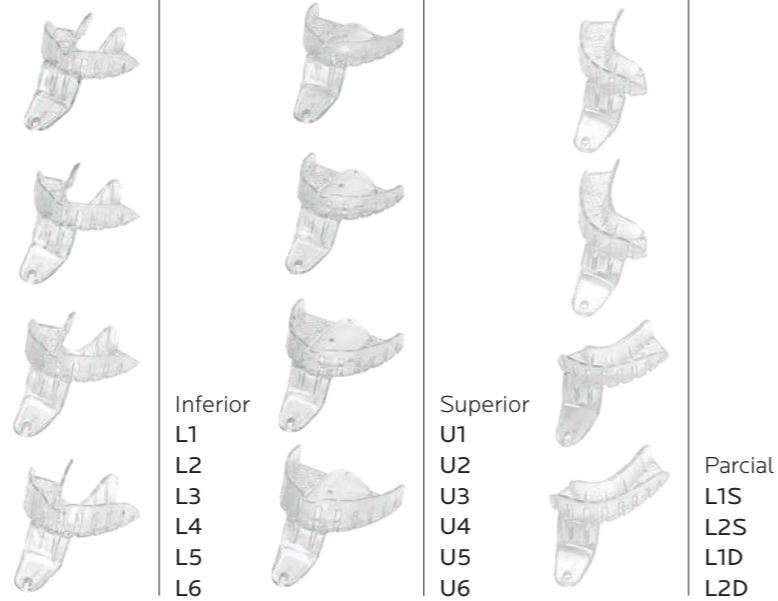 Inferior
L1
L2
L3
L4
L5
L6
Superior
U1
U2
U3
U4
U5
U6
Parcial
L1S
L2S
L1D
L2D